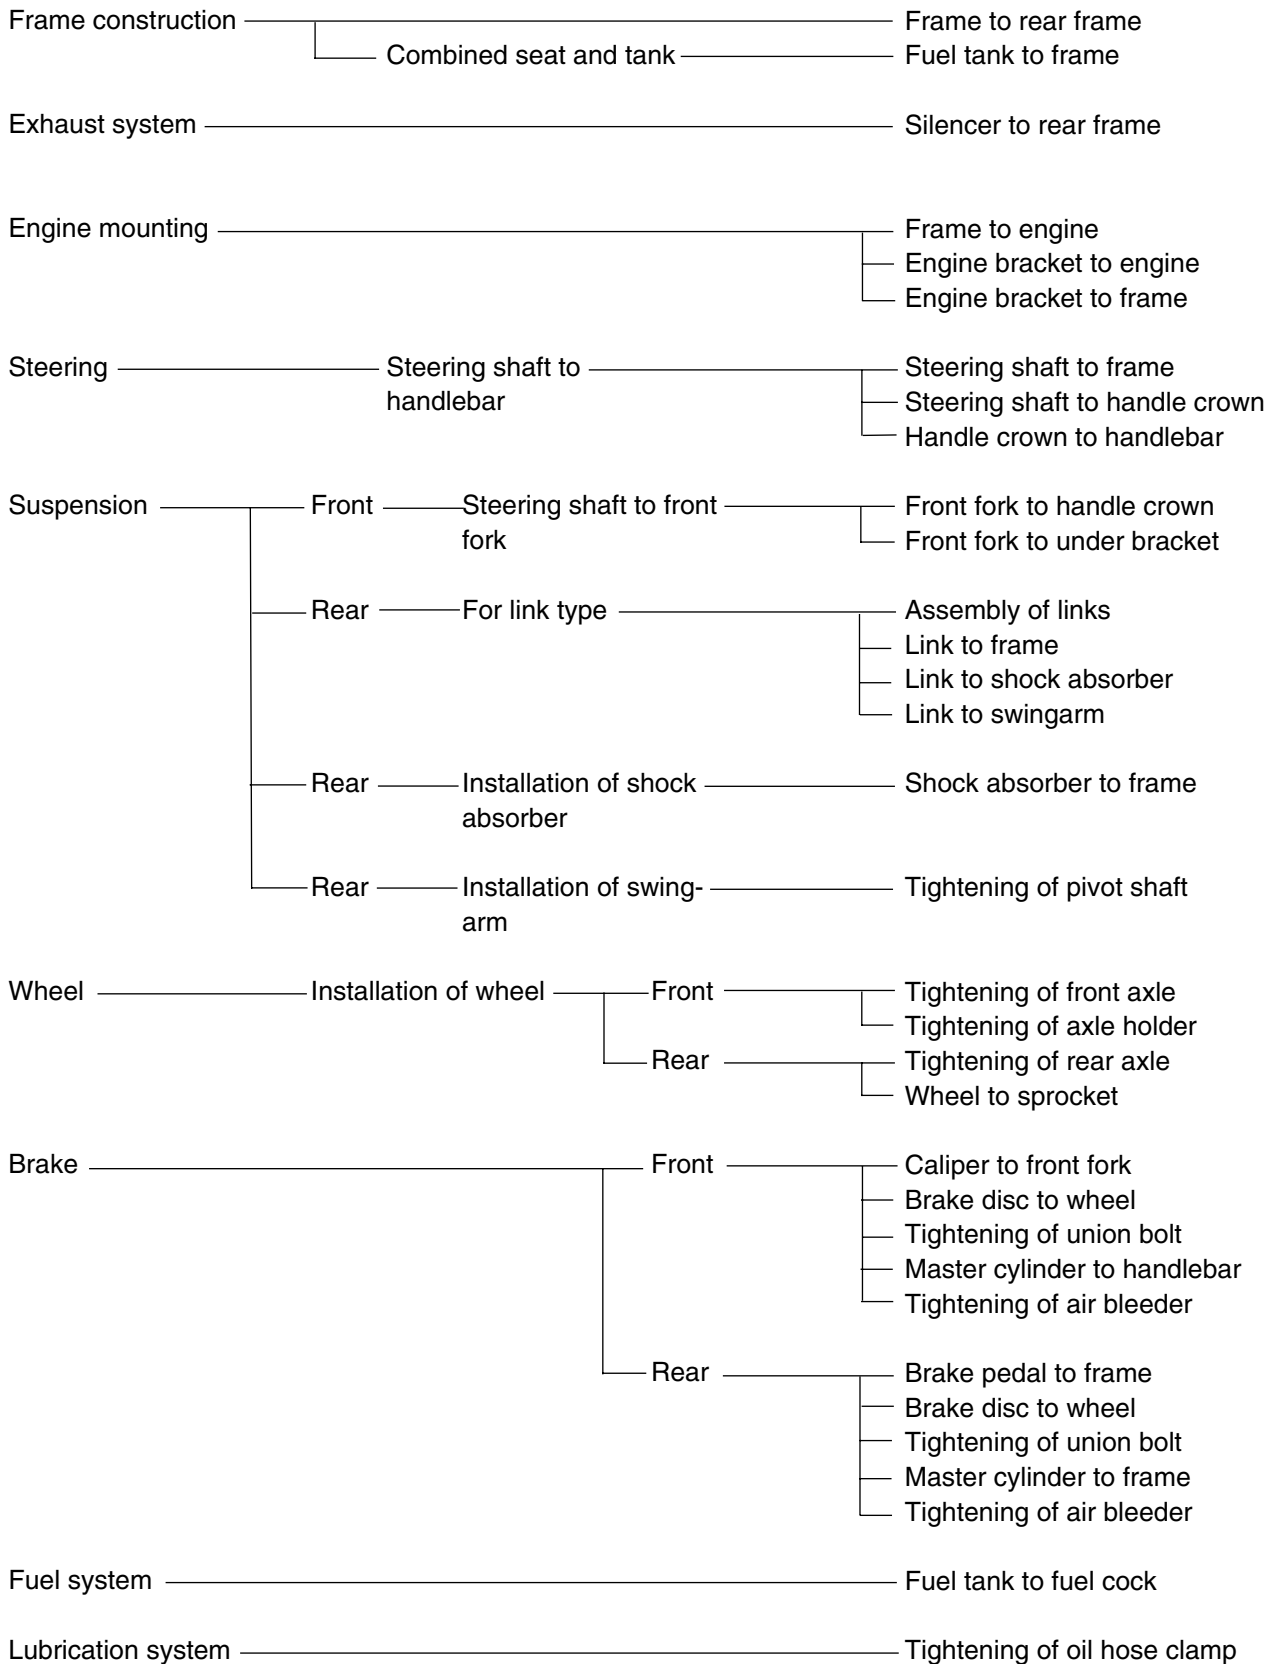 Frame construction Frame to rear frame
Combined seat and tank Fuel tank to frame
Exhaust system Silencer to rear frame
Engine mounting Frame to engine
Engine bracket to engine
Engine bracket to frame
Steering Steering shaft to Steering shaft to frame
handlebar Steering shaft to handle crown
Handle crown to handlebar
Suspension Front Steering shaft to front Front fork to handle crown
fork Front fork to under bracket
Rear For link type Assembly of links
Link to frame
Link to shock absorber
Link to swingarm
Rear Installation of shock Shock absorber to frame
absorber
Rear Installation of swing- Tightening of pivot shaft
arm
Wheel Installation of wheel Front Tightening of front axle
Tightening of axle holder
Rear Tightening of rear axle
Wheel to sprocket
Brake Front Caliper to front fork
Brake disc to wheel
Tightening of union bolt
Master cylinder to handlebar
Tightening of air bleeder
Rear Brake pedal to frame
Brake disc to wheel
Tightening of union bolt
Master cylinder to frame
Tightening of air bleeder
Fuel system Fuel tank to fuel cock
Lubrication system Tightening of oil hose clamp